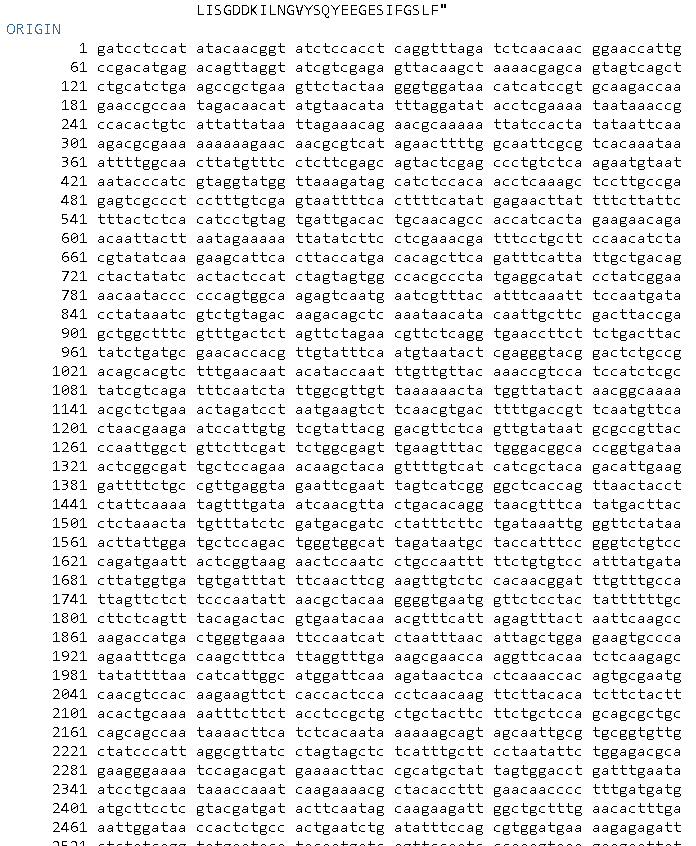 LISGDDKILNGVYSQYEEGESIFGSLF"
ORIGIN
1 gatcctccat atacaacggt atctccacct caggtttaga tctcaacaac ggaaccattg
61 ccgacatgag acagttaggt atcgtcgaga gttacaagct aaaacgagca gtagtcagct
121 ctgcatctga agccgctgaa gttctactaa gggtggataa catcatccgt gcaagaccaa
181 gaaccgccaa tagacaacat atgtaacata tttaggatat acctcgaaaa taataaaccg
241 ccacactgtc attattataa ttagaaacag aacgcaaaaa ttatccacta tataattcaa
301 agacgcgaaa aaaaaagaac aacgcgtcat agaacttttg gcaattcgcg tcacaaataa
361 attttggcaa cttatgtttc ctcttcgagc agtactcgag ccctgtctca agaatgtaat
421 aatacccatc gtaggtatgg ttaaagatag catctccaca acctcaaagc tccttgccga
481 gagtcgccct cctttgtcga gtaattttca cttttcatat gagaacttat tttcttattc
541 tttactctca catcctgtag tgattgacac tgcaacagcc accatcacta gaagaacaga
601 acaattactt aatagaaaaa ttatatcttc ctcgaaacga tttcctgctt ccaacatcta
661 cgtatatcaa gaagcattca cttaccatga cacagcttca gatttcatta ttgctgacag
721 ctactatatc actactccat ctagtagtgg ccacgcccta tgaggcatat cctatcggaa
781 aacaataccc cccagtggca agagtcaatg aatcgtttac atttcaaatt tccaatgata
841 cctataaatc gtctgtagac aagacagctc aaataacata caattgcttc gacttaccga
901 gctggctttc gtttgactct agttctagaa cgttctcagg tgaaccttct tctgacttac
961 tatctgatgc gaacaccacg ttgtatttca atgtaatact cgagggtacg gactctgccg
1021 acagcacgtc tttgaacaat acataccaat ttgttgttac aaaccgtcca tccatctcgc
1081 tatcgtcaga tttcaatcta ttggcgttgt taaaaaacta tggttatact aacggcaaaa
1141 acgctctgaa actagatcct aatgaagtct tcaacgtgac ttttgaccgt tcaatgttca
1201 ctaacgaaga atccattgtg tcgtattacg gacgttctca gttgtataat gcgccgttac
1261 ccaattggct gttcttcgat tctggcgagt tgaagtttac tgggacggca ccggtgataa
1321 actcggcgat tgctccagaa acaagctaca gttttgtcat catcgctaca gacattgaag
1381 gattttctgc cgttgaggta gaattcgaat tagtcatcgg ggctcaccag ttaactacct
1441 ctattcaaaa tagtttgata atcaacgtta ctgacacagg taacgtttca tatgacttac
1501 ctctaaacta tgtttatctc gatgacgatc ctatttcttc tgataaattg ggttctataa
1561 acttattgga tgctccagac tgggtggcat tagataatgc taccatttcc gggtctgtcc
1621 cagatgaatt actcggtaag aactccaatc ctgccaattt ttctgtgtcc atttatgata
1681 cttatggtga tgtgatttat ttcaacttcg aagttgtctc cacaacggat ttgtttgcca
1741 ttagttctct tcccaatatt aacgctacaa ggggtgaatg gttctcctac tattttttgc
1801 cttctcagtt tacagactac gtgaatacaa acgtttcatt agagtttact aattcaagcc
1861 aagaccatga ctgggtgaaa ttccaatcat ctaatttaac attagctgga gaagtgccca
1921 agaatttcga caagctttca ttaggtttga aagcgaacca aggttcacaa tctcaagagc
1981 tatattttaa catcattggc atggattcaa agataactca ctcaaaccac agtgcgaatg
2041 caacgtccac aagaagttct caccactcca cctcaacaag ttcttacaca tcttctactt
2101 acactgcaaa aatttcttct acctccgctg ctgctacttc ttctgctcca gcagcgctgc
2161 cagcagccaa taaaacttca tctcacaata aaaaagcagt agcaattgcg tgcggtgttg
2221 ctatcccatt aggcgttatc ctagtagctc tcatttgctt cctaatattc tggagacgca
2281 gaagggaaaa tccagacgat gaaaacttac cgcatgctat tagtggacct gatttgaata
2341 atcctgcaaa taaaccaaat caagaaaacg ctacaccttt gaacaacccc tttgatgatg
2401 atgcttcctc gtacgatgat acttcaatag caagaagatt ggctgctttg aacactttga
2461 aattggataa ccactctgcc actgaatctg atatttccag cgtggatgaa aagagagatt